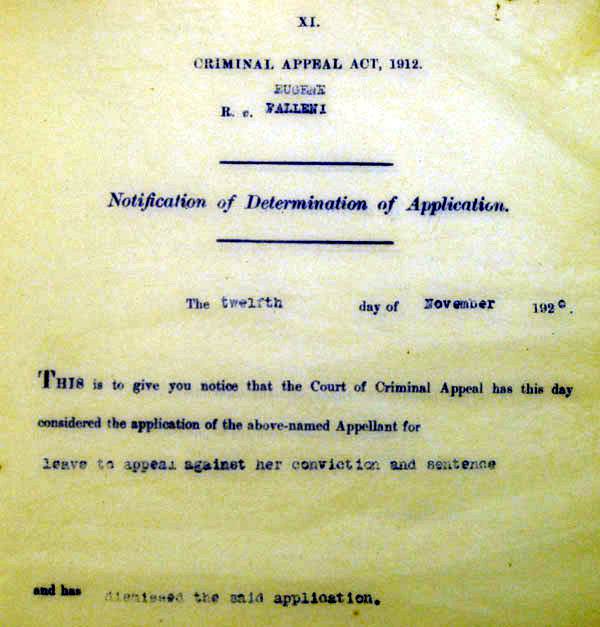 XI.
CRIMINAL APPEAL ACT, 1912.
EUGENE
R. v. FALLENI
Notification of Determination of Application.
The twelfth day of November 1920.
THIS is to give you notice that the Court of Criminal Appeal has this day
considered the application of the above-named Appellant for
leave to appeal against her conviction and sentence
and has dismissed the said application.